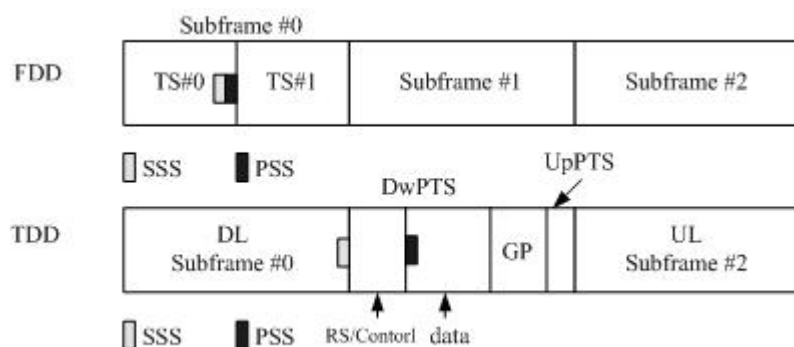 Subframe #0
FDD
TS#0
TS#1
Subframe #1
Subframe #2
SSS
PSS
DwPTS
UpPTS
TDD
DL
Subframe #0
GP
UL
Subframe #2
SSS
PSS
RS/Contorl
data